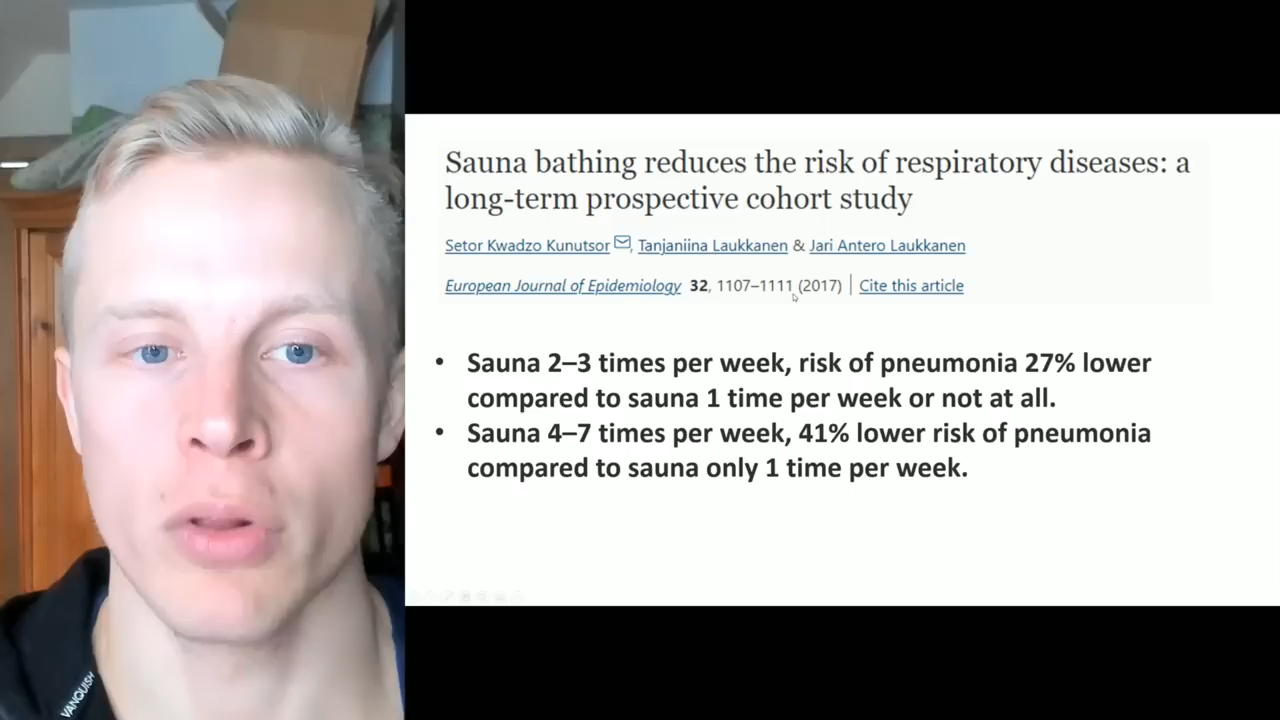 Sauna bathing reduces the risk of respiratory diseases: a
long-term prospective cohort study
Setor Kwadzo Kunutsor, Tanjaniina Laukkanen & Jari Antero Laukkanen
European Journal of Epidemiology 32, 1107–1111 (2017) | Cite this article
• Sauna 2–3 times per week, risk of pneumonia 27% lower
compared to sauna 1 time per week or not at all.
• Sauna 4–7 times per week, 41% lower risk of pneumonia
compared to sauna only 1 time per week.
VANQUISH